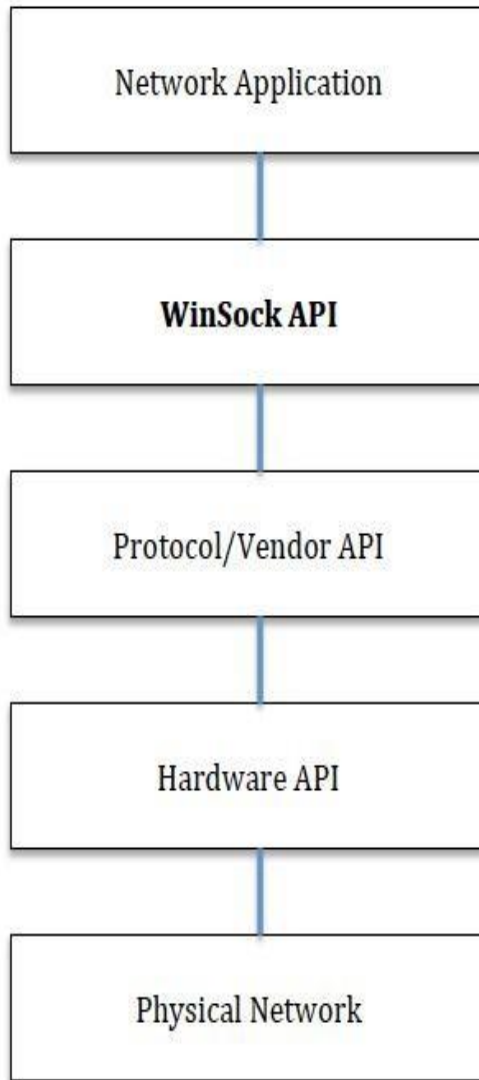 Network Application
WinSock API
Protocol/Vendor API
Hardware API
Physical Network